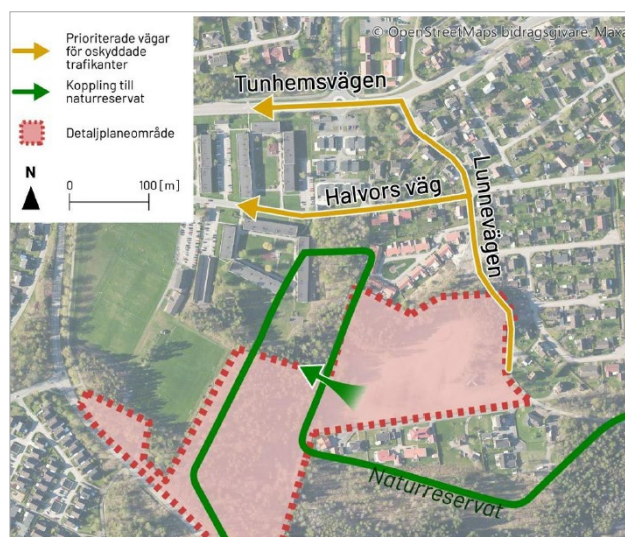 Prioriterade vägar
för oskyddade
trafikanter
Koppling till
naturreservat
Detaljplaneområde
N
0 100 [m]
© OpenStreetMaps bidragsgivare, Maxa
Tunhemsvägen
Halvors väg
Lunnevägen
Naturreservat